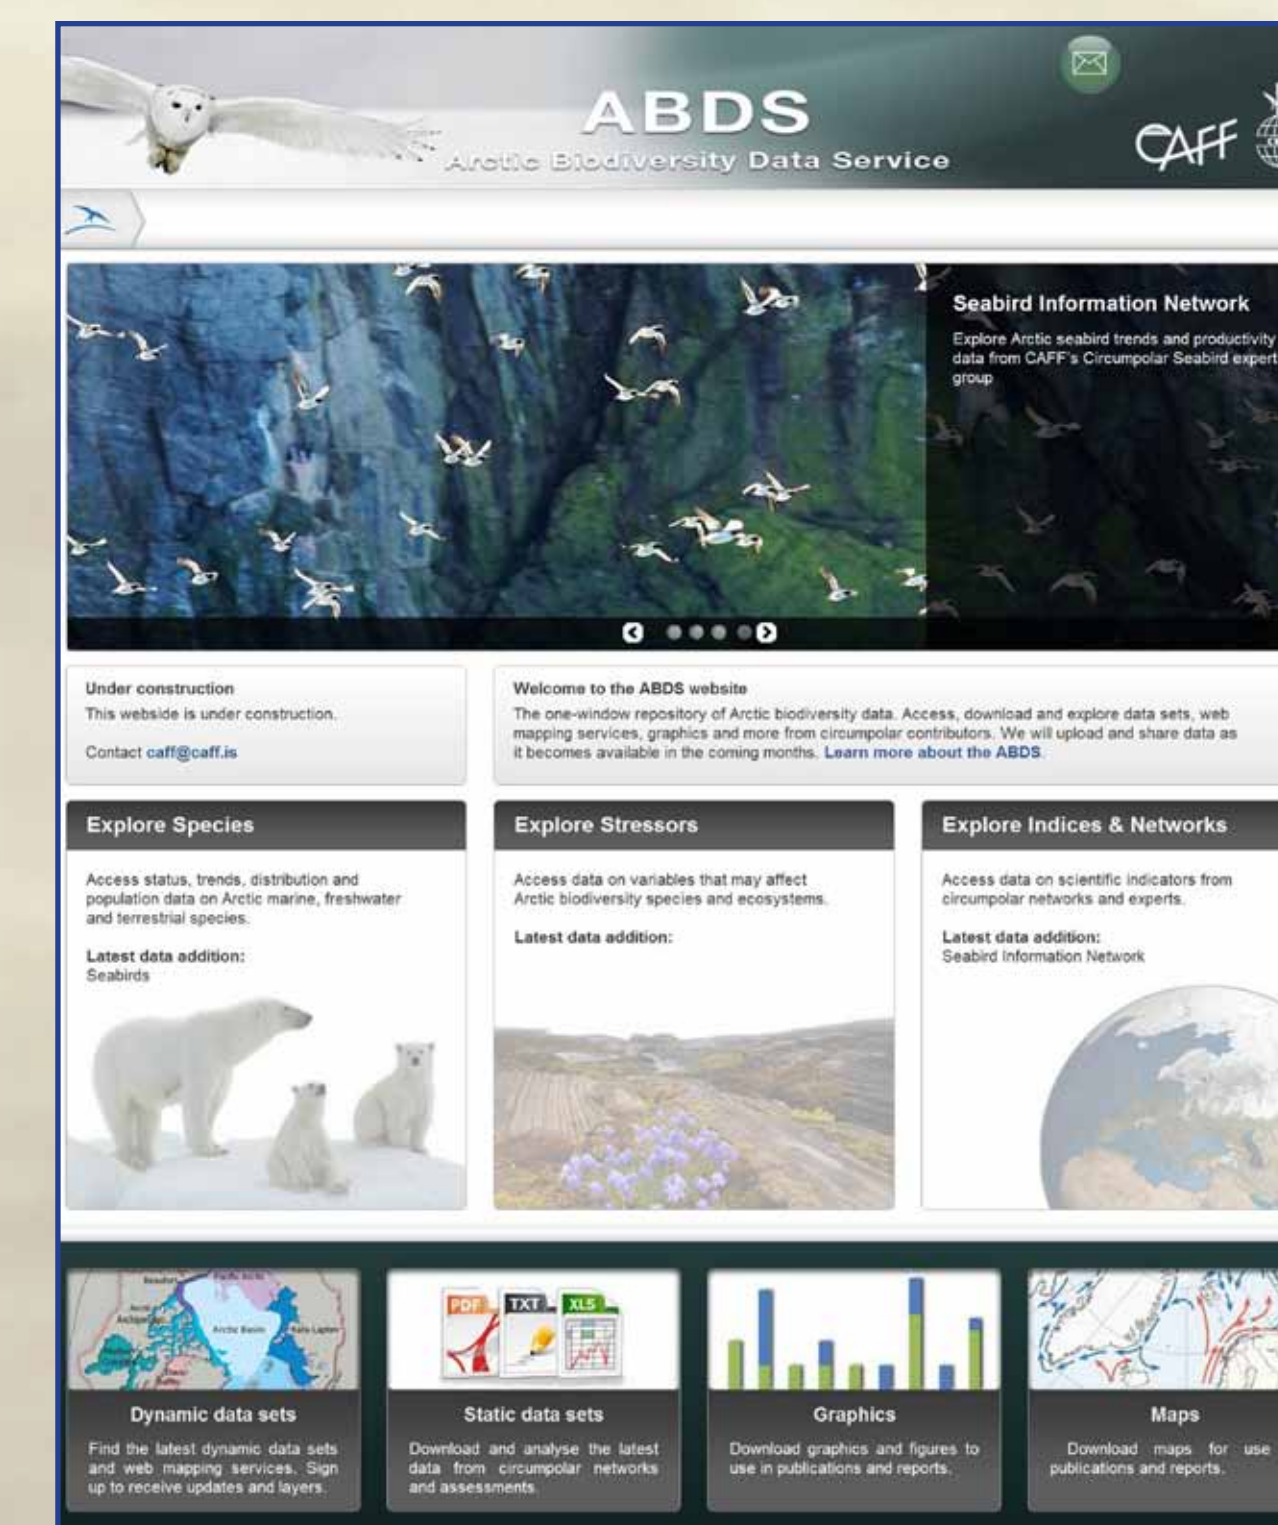 ABDS
Arctic Biodiversity Data Service
CAFF
Seabird Information Network
Explore Arctic seabird trends and productivity
data from CAFF's Circumpolar Seabird expert
group
Under construction
This webside is under construction.
Contact caff@caff.is
Welcome to the ABDS website
The one-window repository of Arctic biodiversity data. Access, download and explore data sets, web
mapping services, graphics and more from circumpolar contributors. We will upload and share data as
it becomes available in the coming months. Learn more about the ABDS.
Explore Species
Access status, trends, distribution and
population data on Arctic marine, freshwater
and terrestrial species.
Latest data addition:
Seabirds
Explore Stressors
Access data on variables that may affect
Arctic biodiversity species and ecosystems.
Latest data addition:
Explore Indices & Networks
Access data on scientific indicators from
circumpolar networks and experts.
Latest data addition:
Seabird Information Network
Beaufort
Pacific Arctic
Arctic
Archipelago
Arctic Basin
Kara-Laptev
PDF
TXT
XLS
Dynamic data sets
Find the latest dynamic data sets
and web mapping services. Sign
up to receive updates and layers.
Static data sets
Download and analyse the latest
data from circumpolar networks
and assessments.
Graphics
Download graphics and figures to
use in publications and reports.
Maps
Download maps for use
publications and reports.